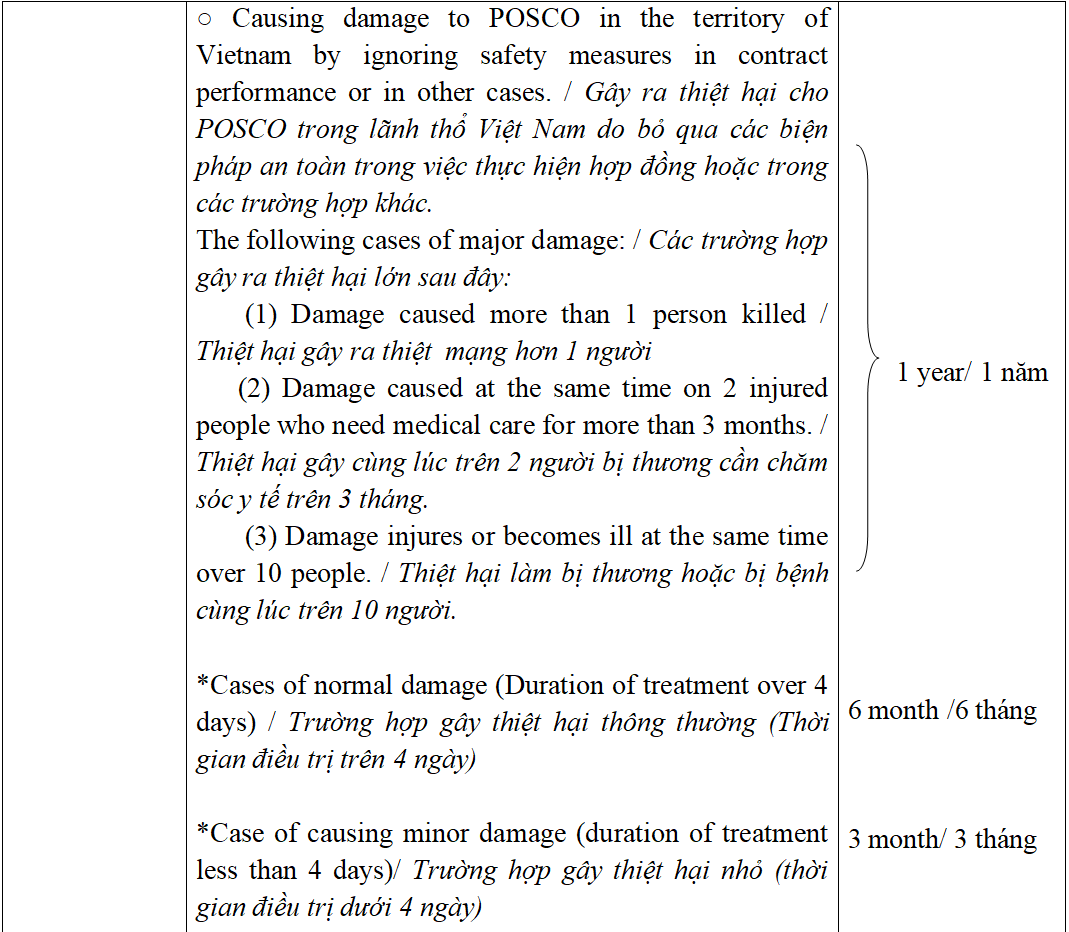 ○ Causing damage to POSCO in the territory of
Vietnam by ignoring safety measures in contract
performance or in other cases. / Gây ra thiệt hại cho
POSCO trong lãnh thổ Việt Nam do bỏ qua các biện
pháp an toàn trong việc thực hiện hợp đồng hoặc trong
các trường hợp khác.
The following cases of major damage: / Các trường hợp
gây ra thiệt hại lớn sau đây:
(1) Damage caused more than 1 person killed /
Thiệt hại gây ra thiệt mạng hơn 1 người
(2) Damage caused at the same time on 2 injured
people who need medical care for more than 3 months. /
Thiệt hại gây cùng lúc trên 2 người bị thương cần chăm
sóc y tế trên 3 tháng.
(3) Damage injures or becomes ill at the same time
over 10 people. / Thiệt hại làm bị thương hoặc bị bệnh
cùng lúc trên 10 người.
1 year/ 1 năm
*Cases of normal damage (Duration of treatment over 4
days) / Trường hợp gây thiệt hại thông thường (Thời
gian điều trị trên 4 ngày)
6 month /6 tháng
*Case of causing minor damage (duration of treatment
less than 4 days)/ Trường hợp gây thiệt hại nhỏ (thời
gian điều trị dưới 4 ngày)
3 month/ 3 tháng